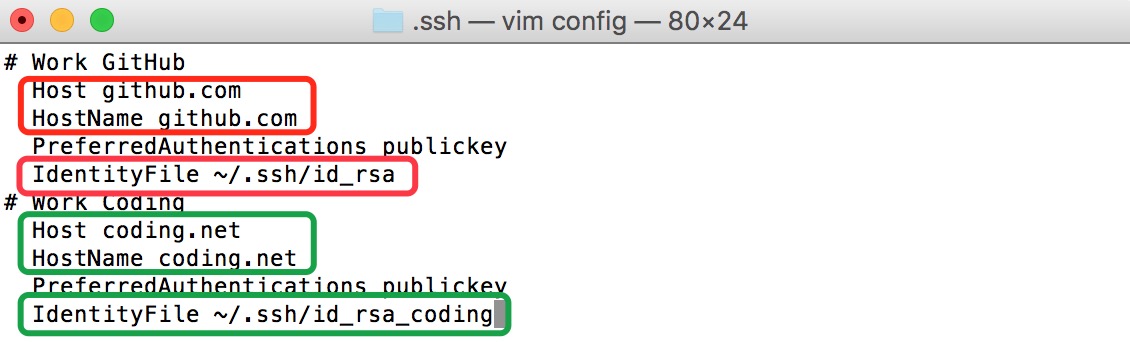 .ssh — vim config — 80×24
# Work GitHub
Host github.com
HostName github.com
PreferredAuthentications publickey
IdentityFile ~/.ssh/id_rsa
# Work Coding
Host coding.net
HostName coding.net
PreferredAuthentications publickey
IdentityFile ~/.ssh/id_rsa_coding